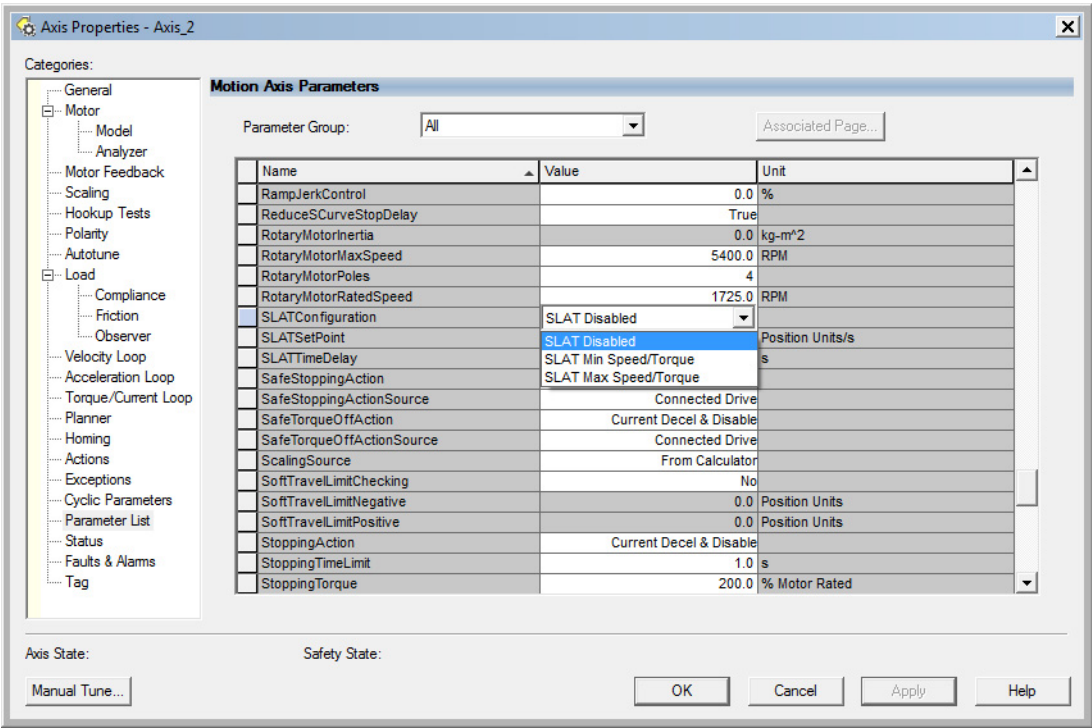 Axis Properties - Axis_2
Categories:
General
Motor
Model
Analyzer
Motor Feedback
Scaling
Hookup Tests
Polarity
Autotune
Load
Compliance
Friction
Observer
Velocity Loop
Acceleration Loop
Torque/Current Loop
Planner
Homing
Actions
Exceptions
Cyclic Parameters
Parameter List
Status
Faults & Alarms
Tag
Motion Axis Parameters
Parameter Group: All Associated Page...
Name Value Unit
RampJerkControl 0.0 %
ReduceSCurveStopDelay True
RotaryMotorInertia 0.0 kg-m^2
RotaryMotorMaxSpeed 5400.0 RPM
RotaryMotorPoles 4
RotaryMotorRatedSpeed 1725.0 RPM
SLATConfiguration SLAT Disabled
SLATSetPoint SLAT Disabled Position Units/s
SLATTimeDelay SLAT Min Speed/Torque s
SafeStoppingAction SLAT Max Speed/Torque
SafeStoppingActionSource Connected Drive
SafeTorqueOffAction Current Decel & Disable
SafeTorqueOffActionSource Connected Drive
ScalingSource From Calculator
SoftTravelLimitChecking No
SoftTravelLimitNegative 0.0 Position Units
SoftTravelLimitPositive 0.0 Position Units
StoppingAction Current Decel & Disable
StoppingTimeLimit 1.0 s
StoppingTorque 200.0 % Motor Rated
Axis State: Safety State:
Manual Tune... OK Cancel Apply Help